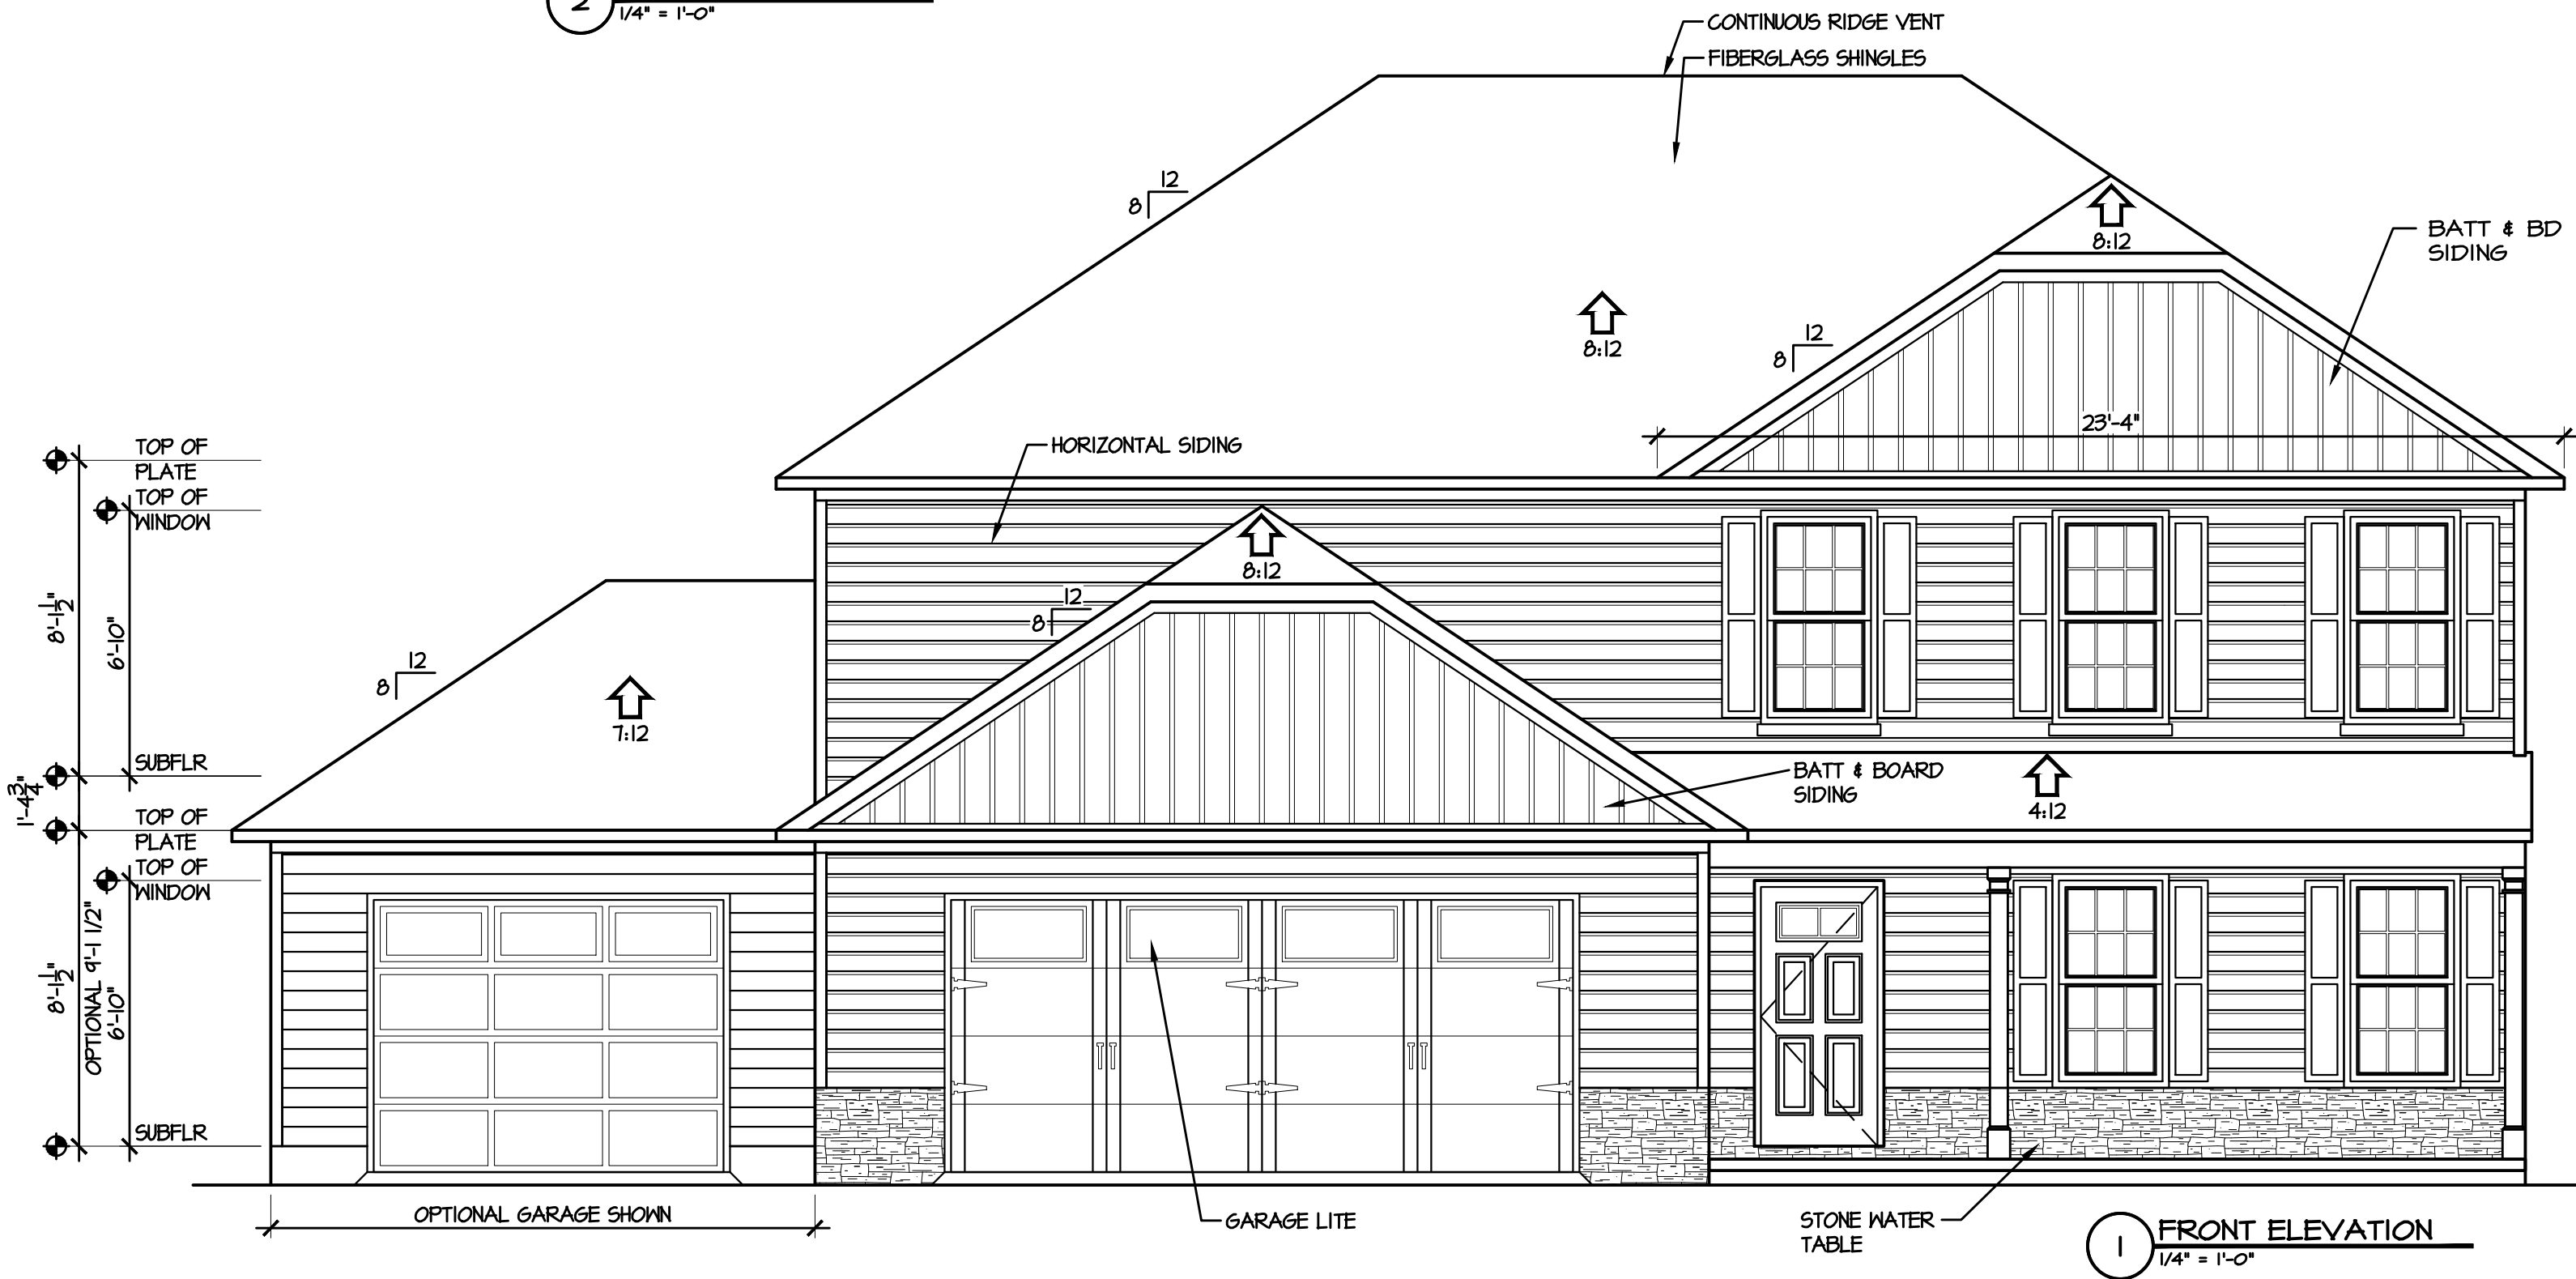 2
1/4" = 1'-0"
CONTINUOUS RIDGE VENT
FIBERGLASS SHINGLES
12
8
8:12
BATT & BD
SIDING
8:12
12
8
23'-4"
HORIZONTAL SIDING
TOP OF
PLATE
TOP OF
WINDOW
8'-1 1/2"
6'-10"
8:12
12
8
12
8
7:12
SUBFLR
1'-4 3/4"
BATT & BOARD
SIDING
4:12
TOP OF
PLATE
TOP OF
WINDOW
8'-1 1/2"
OPTIONAL 9'-1 1/2"
6'-10"
SUBFLR
OPTIONAL GARAGE SHOWN
GARAGE LITE
STONE WATER
TABLE
1
FRONT ELEVATION
1/4" = 1'-0"